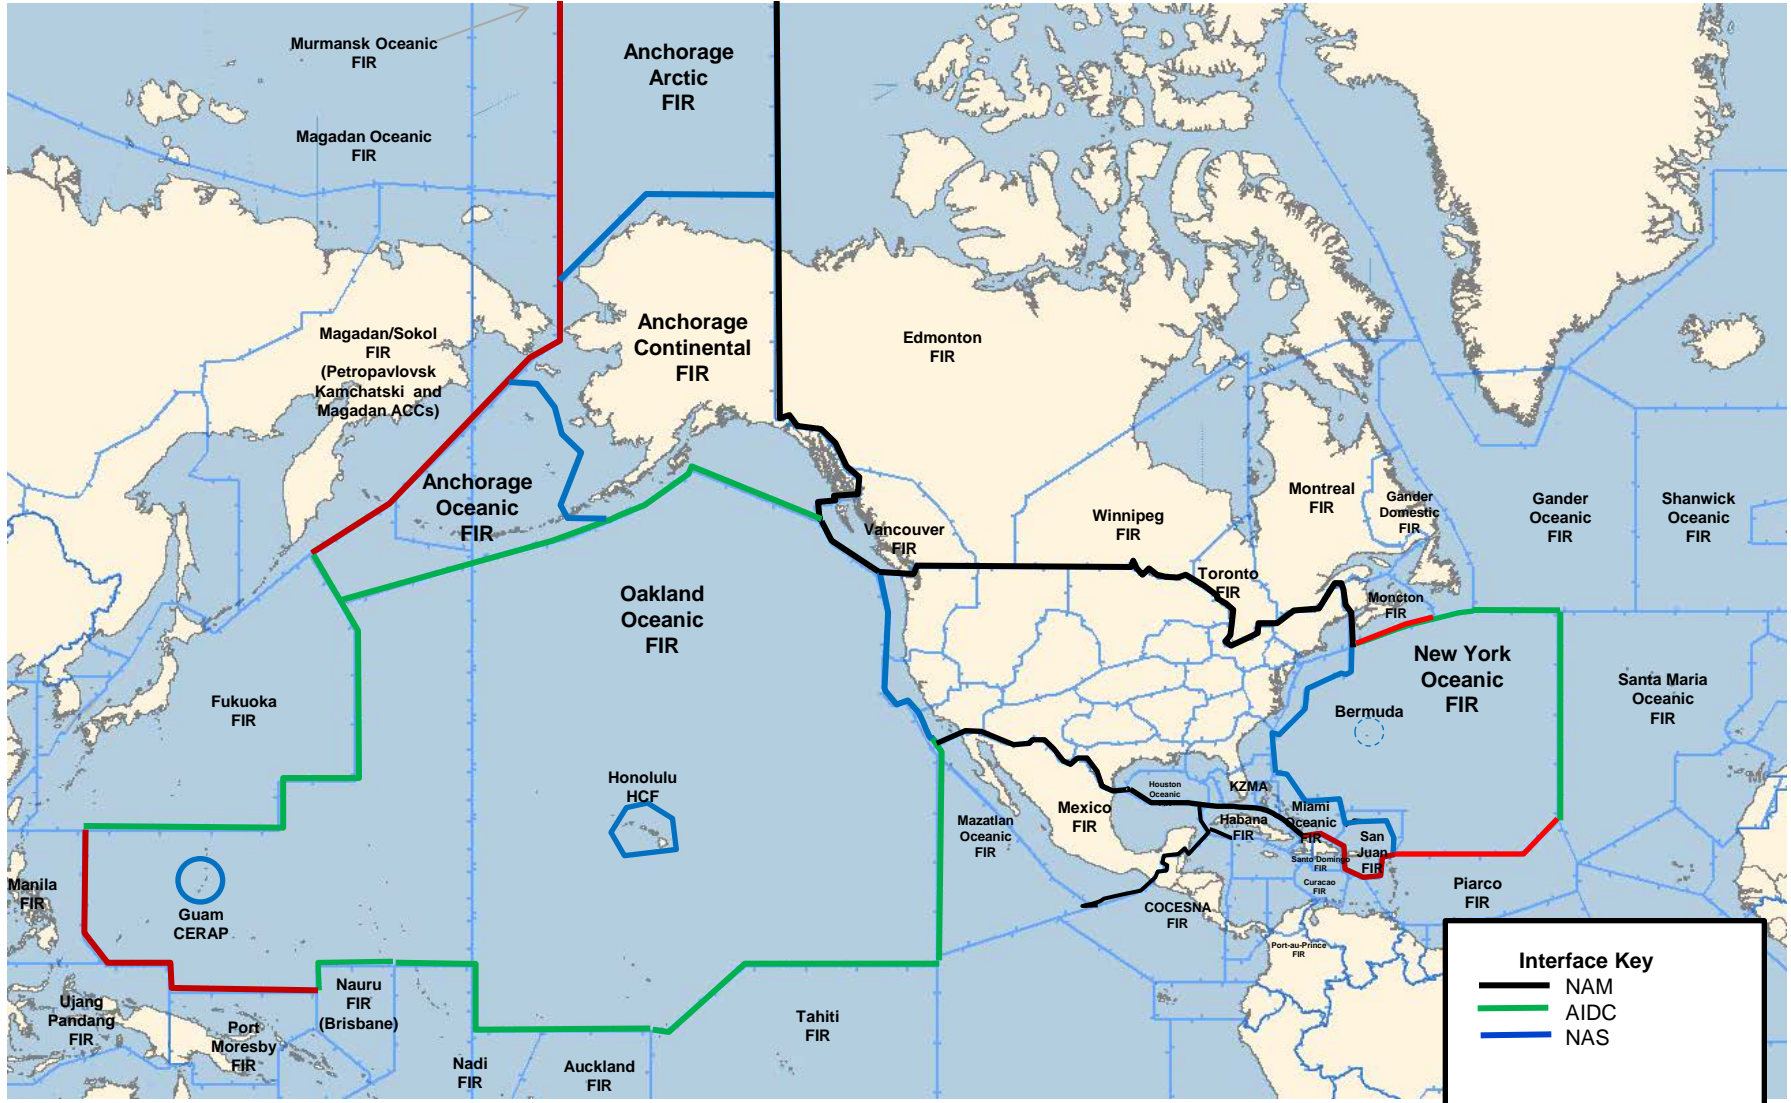 Murmansk Oceanic
FIR
Anchorage
Arctic
FIR
Magadan Oceanic
FIR
Magadan/Sokol
FIR
(Petropavlovsk
Kamchatski and
Magadan ACCs)
Anchorage
Continental
FIR
Edmonton
FIR
Anchorage
Oceanic
FIR
Vancouver
FIR
Winnipeg
FIR
Montreal
FIR
Gander
Domestic
FIR
Gander
Oceanic
FIR
Shanwick
Oceanic
FIR
Toronto
FIR
Moncton
FIR
Oakland
Oceanic
FIR
New York
Oceanic
FIR
Santa Maria
Oceanic
FIR
Fukuoka
FIR
Bermuda
Honolulu
HCF
Houston
Oceanic
KZMA
Mexico
FIR
Mazatlan
Oceanic
FIR
Habana
FIR
Miami
Oceanic
FIR
San
Juan
FIR
Santo Domingo
FIR
Curacao
FIR
Piarco
FIR
COCESNA
FIR
Port-au-Prince
FIR
Manila
FIR
Guam
CERAP
Ujang
Pandang
FIR
Port
Moresby
FIR
Nauru
FIR
(Brisbane)
Nadi
FIR
Auckland
FIR
Tahiti
FIR
Interface Key
NAM
AIDC
NAS